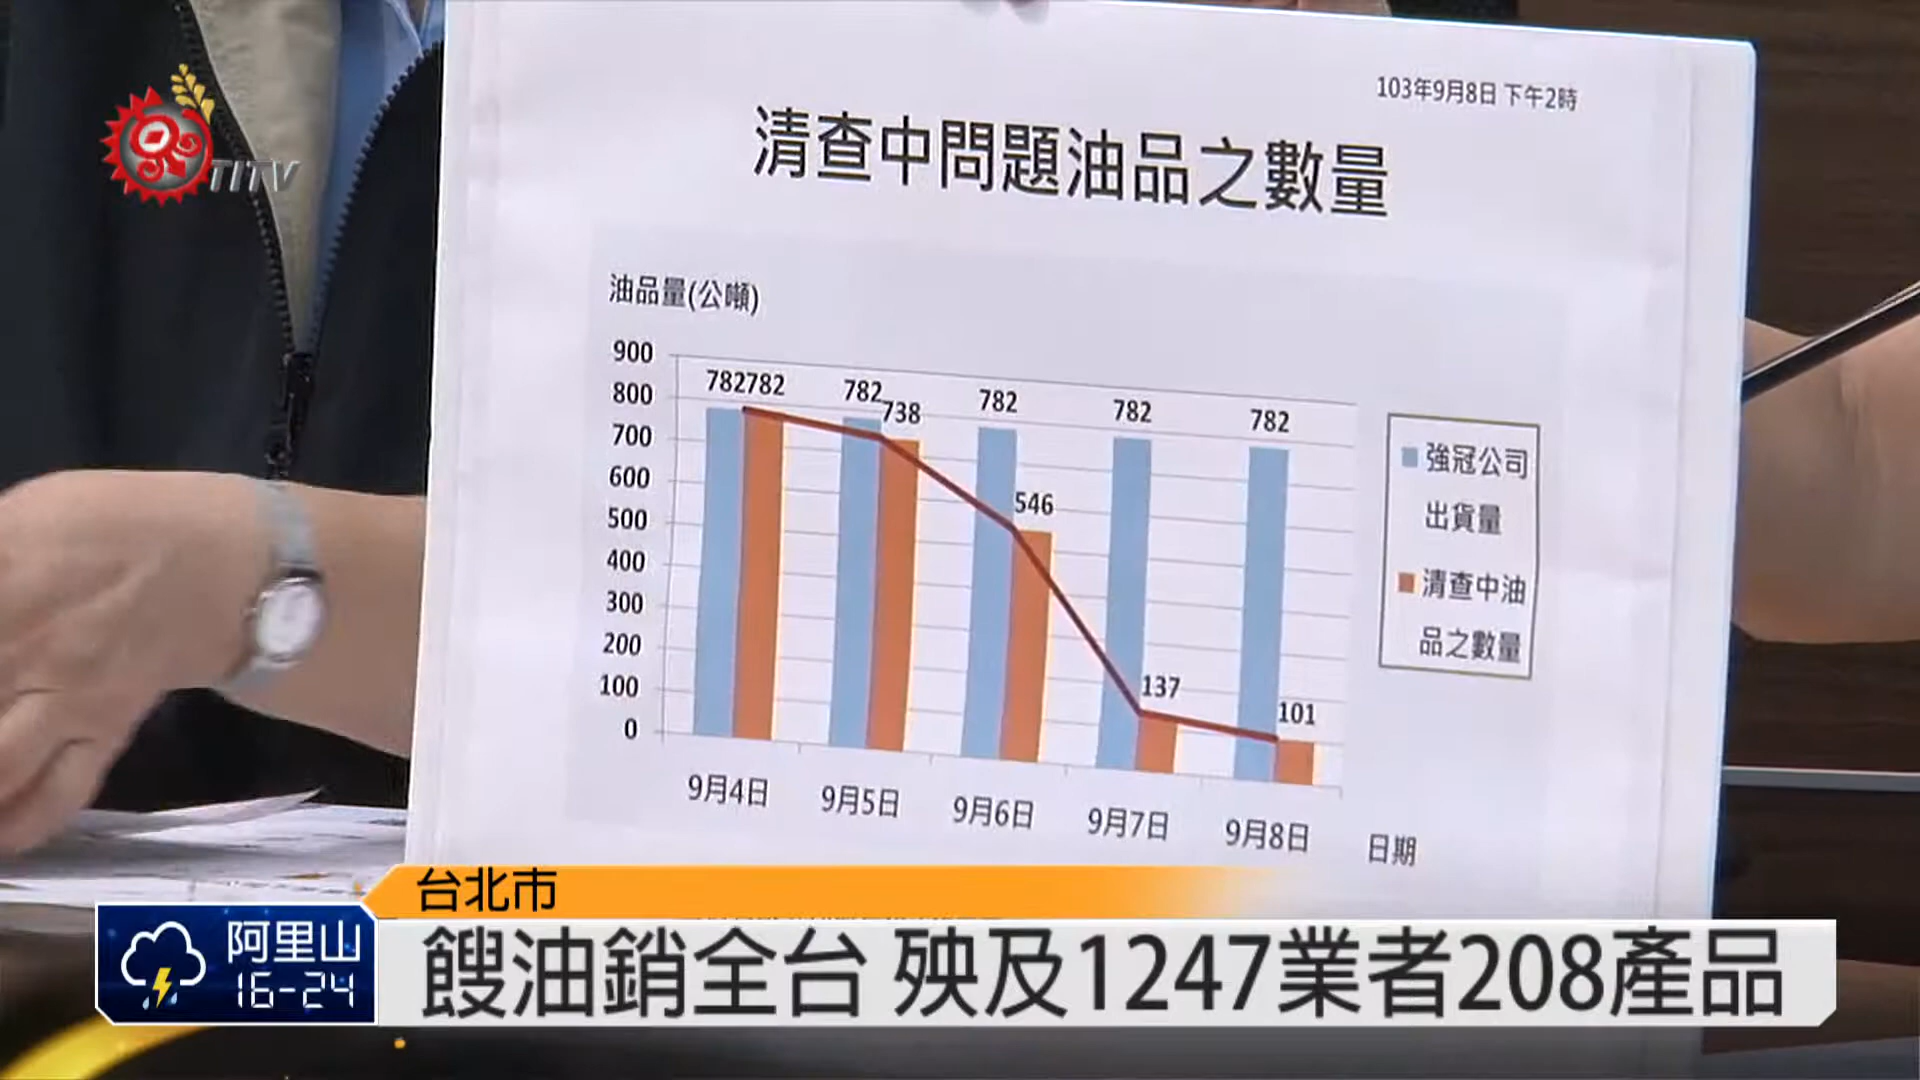 TITV
103年9月8日 下午2時
清查中問題油品之數量
油品量(公噸)
900
800
700
600
500
400
300
200
100
0
782 782
782 738
782 546
782 137
782 101
9月4日 9月5日 9月6日 9月7日 9月8日 日期
強冠公司
出貨量
清查中油
品之數量
台北市
阿里山
16-24
餿油銷全台 殃及1247業者208產品